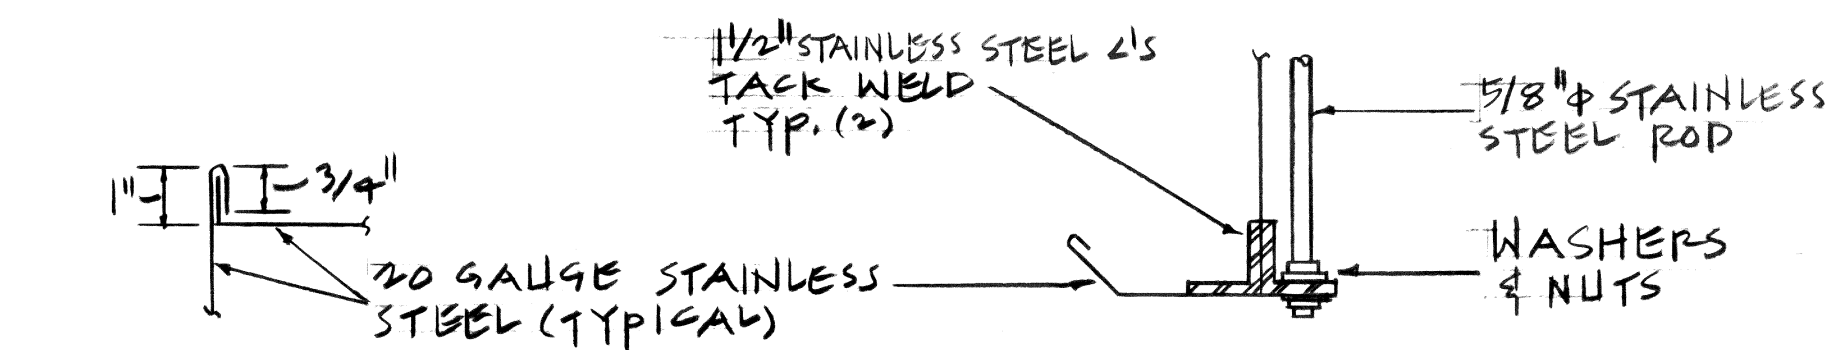 1 1/2" STAINLESS STEEL ∠'S
TACK WELD
TYP. (2)
5/8" φ STAINLESS
STEEL ROD
1"
3/4"
20 GAUGE STAINLESS
STEEL (TYPICAL)
WASHERS
& NUTS